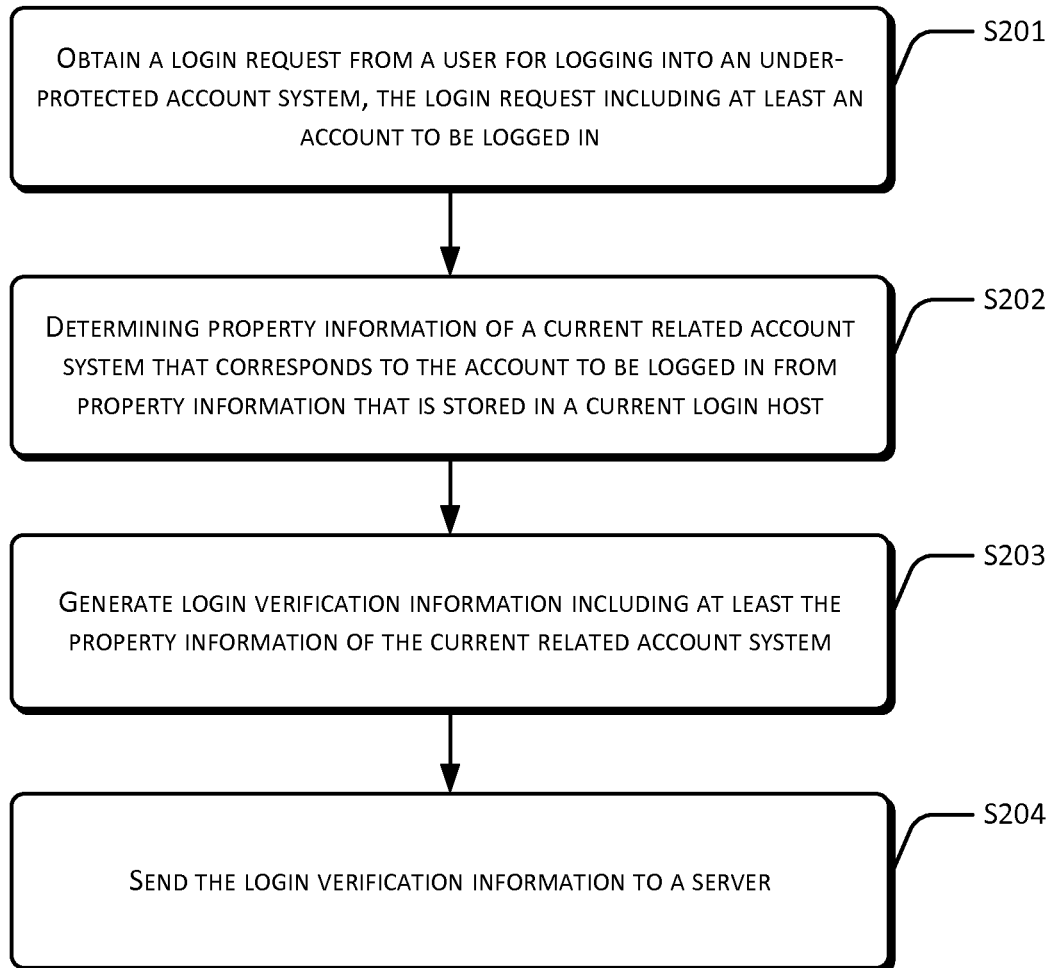 S201
OBTAIN A LOGIN REQUEST FROM A USER FOR LOGGING INTO AN UNDER-
PROTECTED ACCOUNT SYSTEM, THE LOGIN REQUEST INCLUDING AT LEAST AN
ACCOUNT TO BE LOGGED IN
S202
DETERMINING PROPERTY INFORMATION OF A CURRENT RELATED ACCOUNT
SYSTEM THAT CORRESPONDS TO THE ACCOUNT TO BE LOGGED IN FROM
PROPERTY INFORMATION THAT IS STORED IN A CURRENT LOGIN HOST
S203
GENERATE LOGIN VERIFICATION INFORMATION INCLUDING AT LEAST THE
PROPERTY INFORMATION OF THE CURRENT RELATED ACCOUNT SYSTEM
S204
SEND THE LOGIN VERIFICATION INFORMATION TO A SERVER